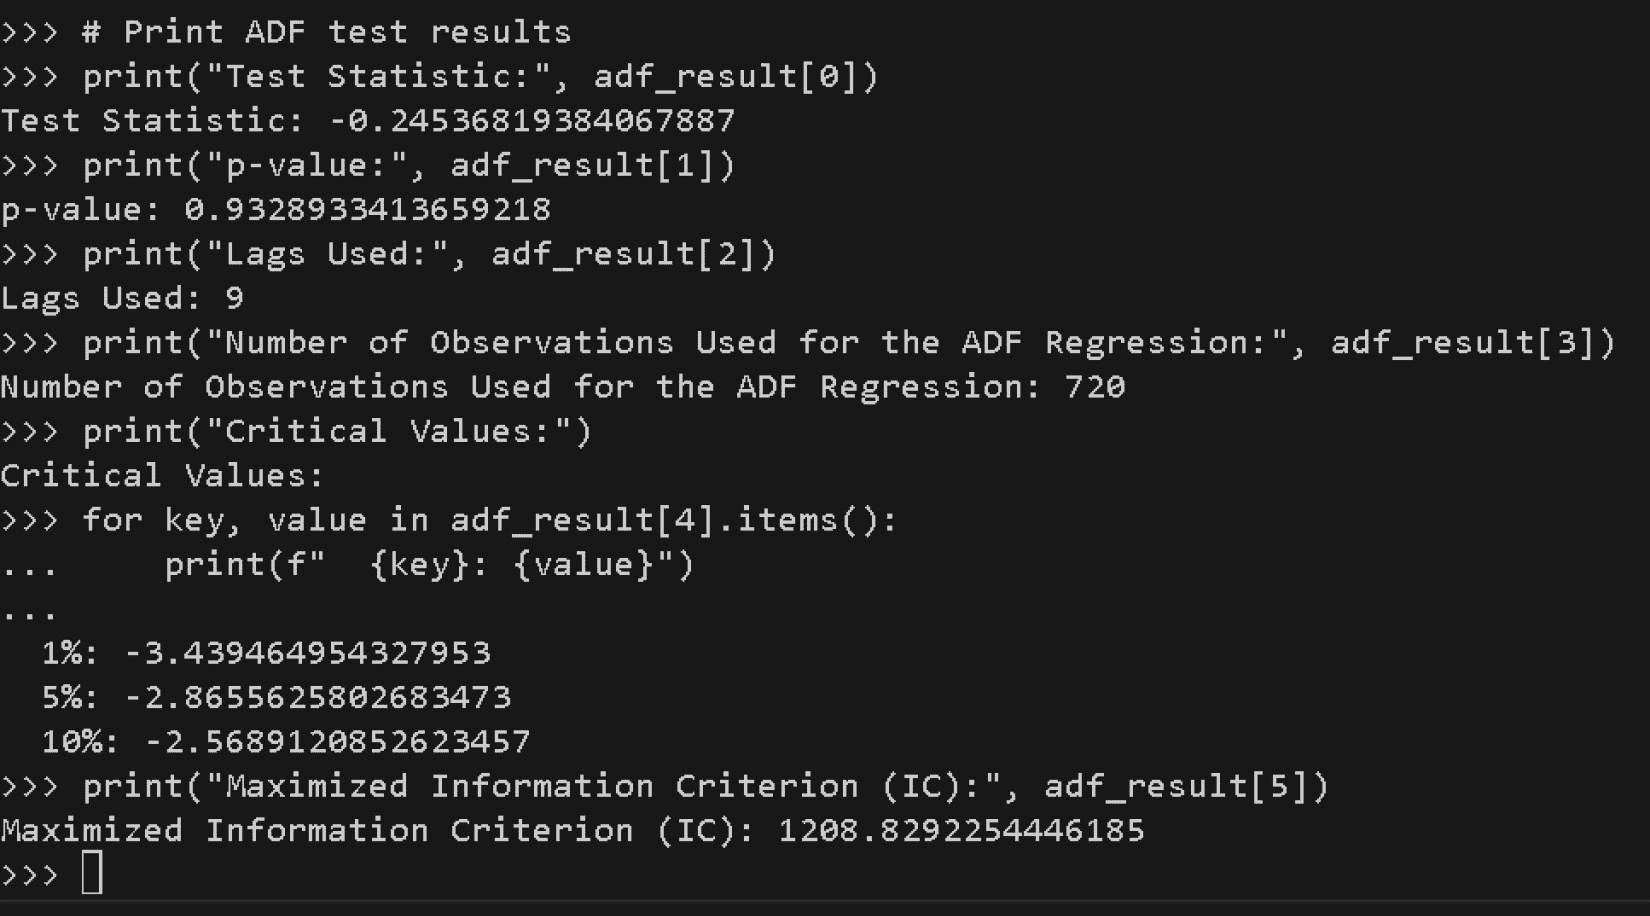 >>> # Print ADF test results
>>> print("Test Statistic:", adf_result[0])
Test Statistic: -0.24536819384067887
>>> print("p-value:", adf_result[1])
p-value: 0.9328933413659218
>>> print("Lags Used:", adf_result[2])
Lags Used: 9
>>> print("Number of Observations Used for the ADF Regression:", adf_result[3])
Number of Observations Used for the ADF Regression: 720
>>> print("Critical Values:")
Critical Values:
>>> for key, value in adf_result[4].items():
...     print(f"  {key}: {value}")
...
  1%: -3.439464954327953
  5%: -2.8655625802683473
  10%: -2.5689120852623457
>>> print("Maximized Information Criterion (IC):", adf_result[5])
Maximized Information Criterion (IC): 1208.8292254446185
>>>